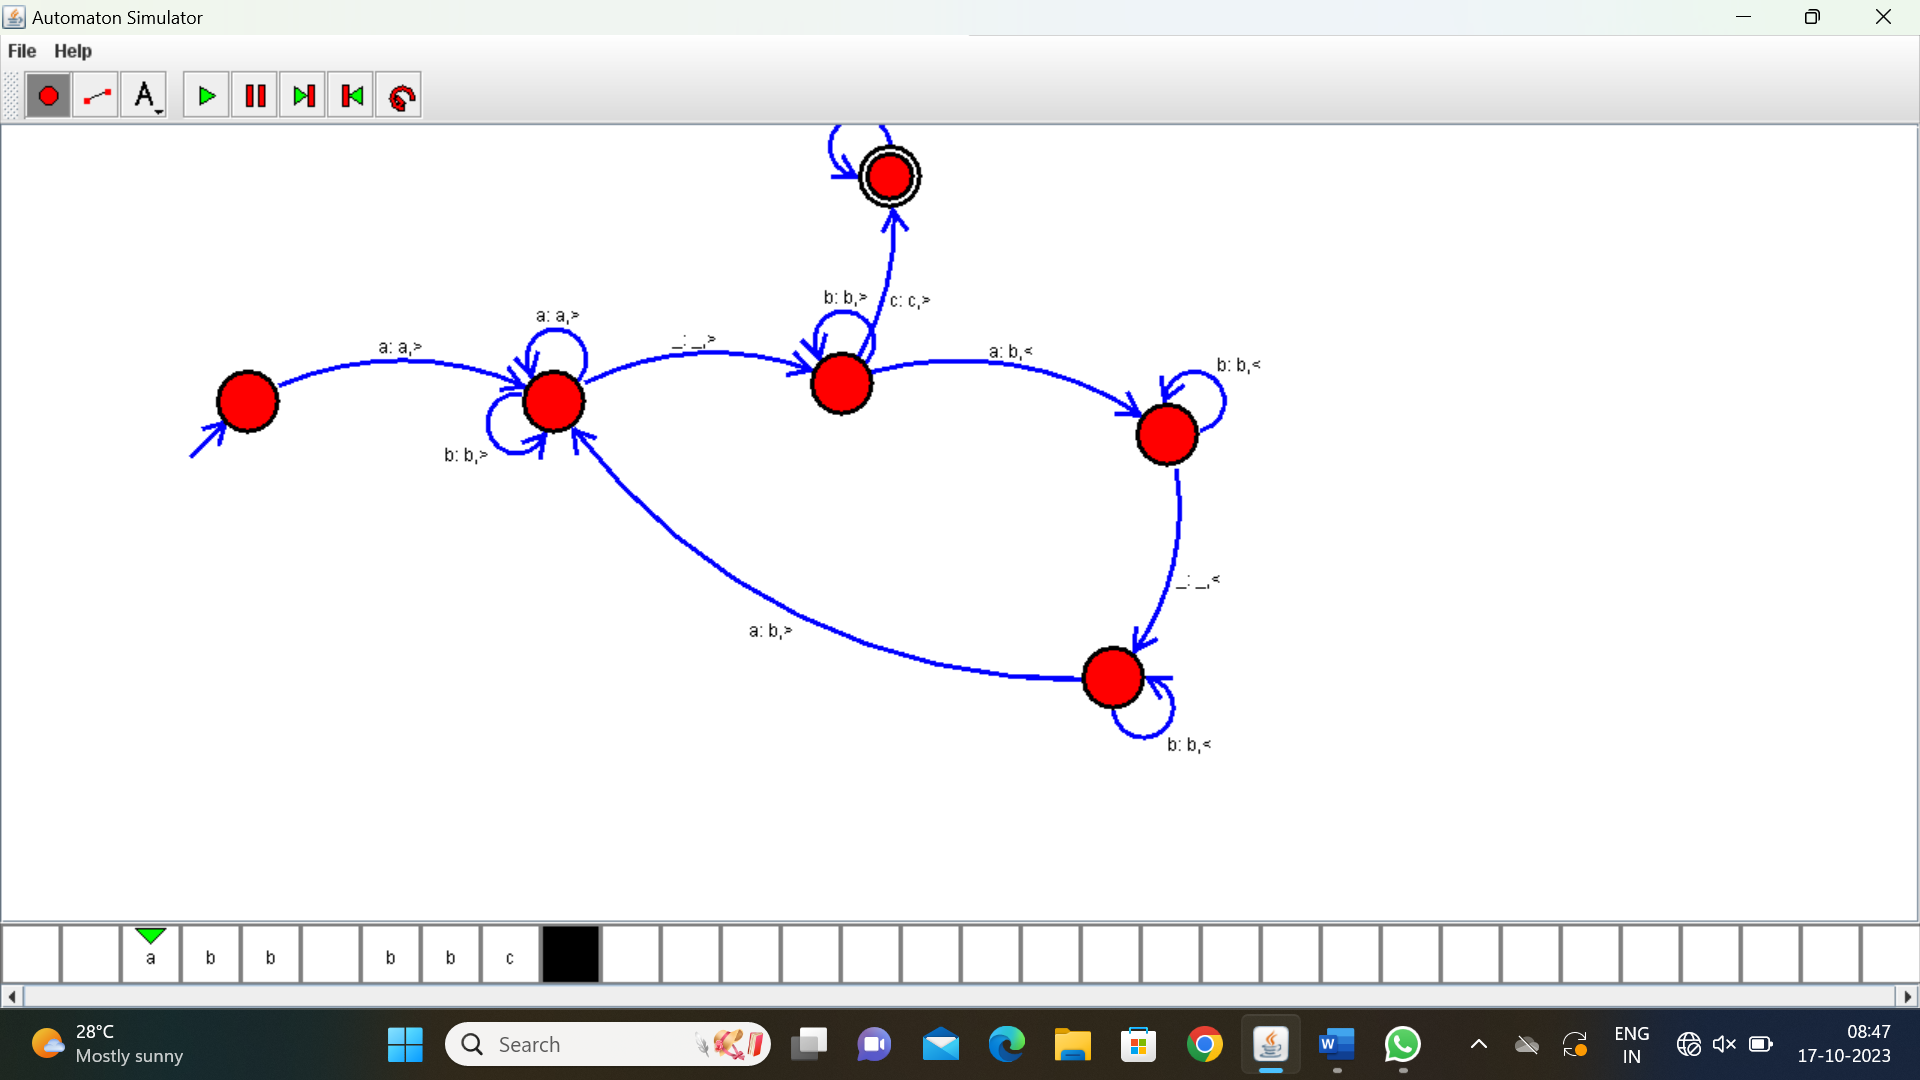 Automaton Simulator
File Help
A
b: b,>
c: c,>
a: a,>
a: a,>
_: _,>
a: b,<
b: b,<
b: b,>
_: _,<
a: b,>
b: b,<
a b b b b c
28°C
Mostly sunny
Search
W
ENG
IN
08:47
17-10-2023